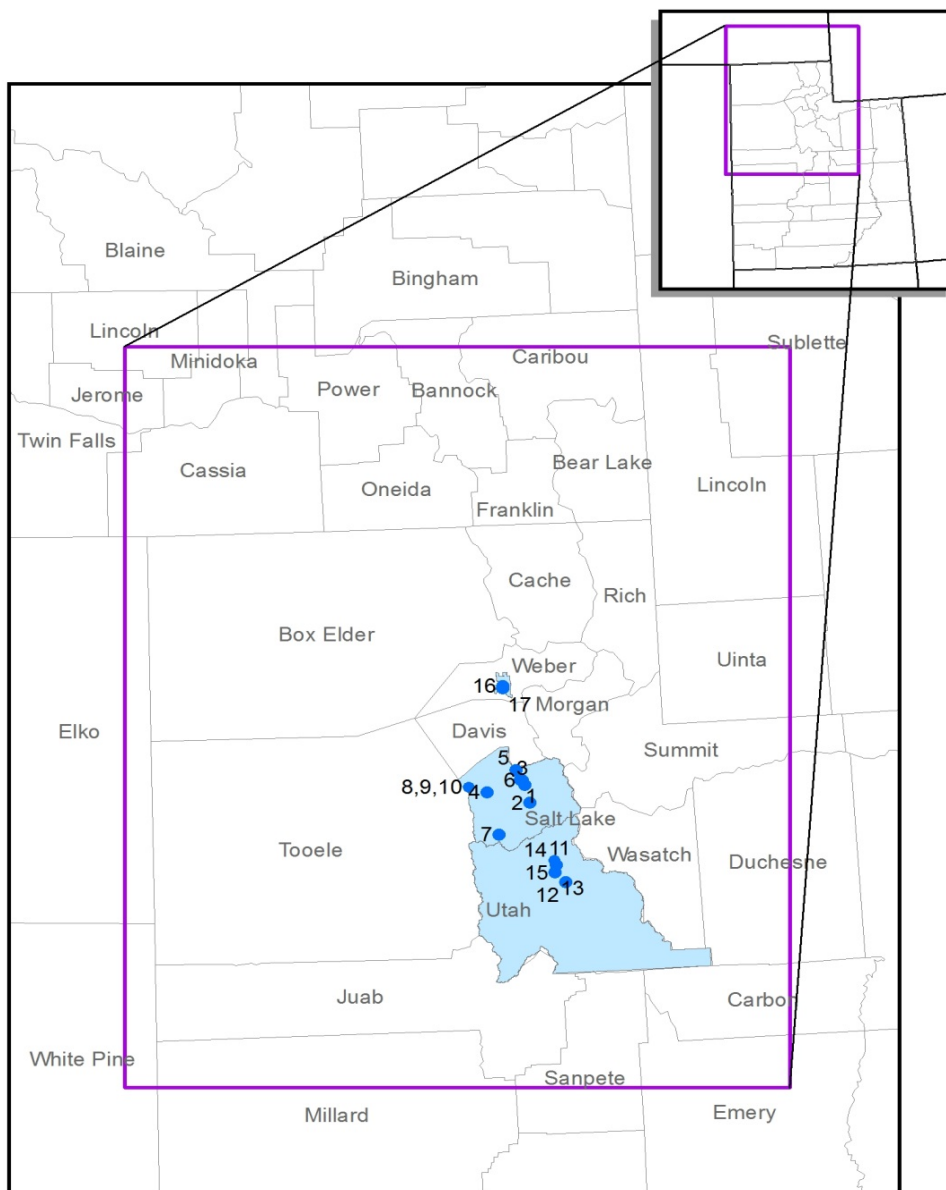 Blaine
Bingham
Lincoln
Sublette
Minidoka
Caribou
Jerome
Power
Bannock
Twin Falls
Cassia
Bear Lake
Oneida
Lincoln
Franklin
Cache
Rich
Box Elder
Uinta
Weber
16
17
Morgan
Elko
Davis
Summit
5
3
8,9,10
4
6
2
1
Salt Lake
7
Tooele
14
11
Wasatch
Duchesne
15
12
13
Utah
Juab
Carbon
White Pine
Sanpete
Millard
Emery